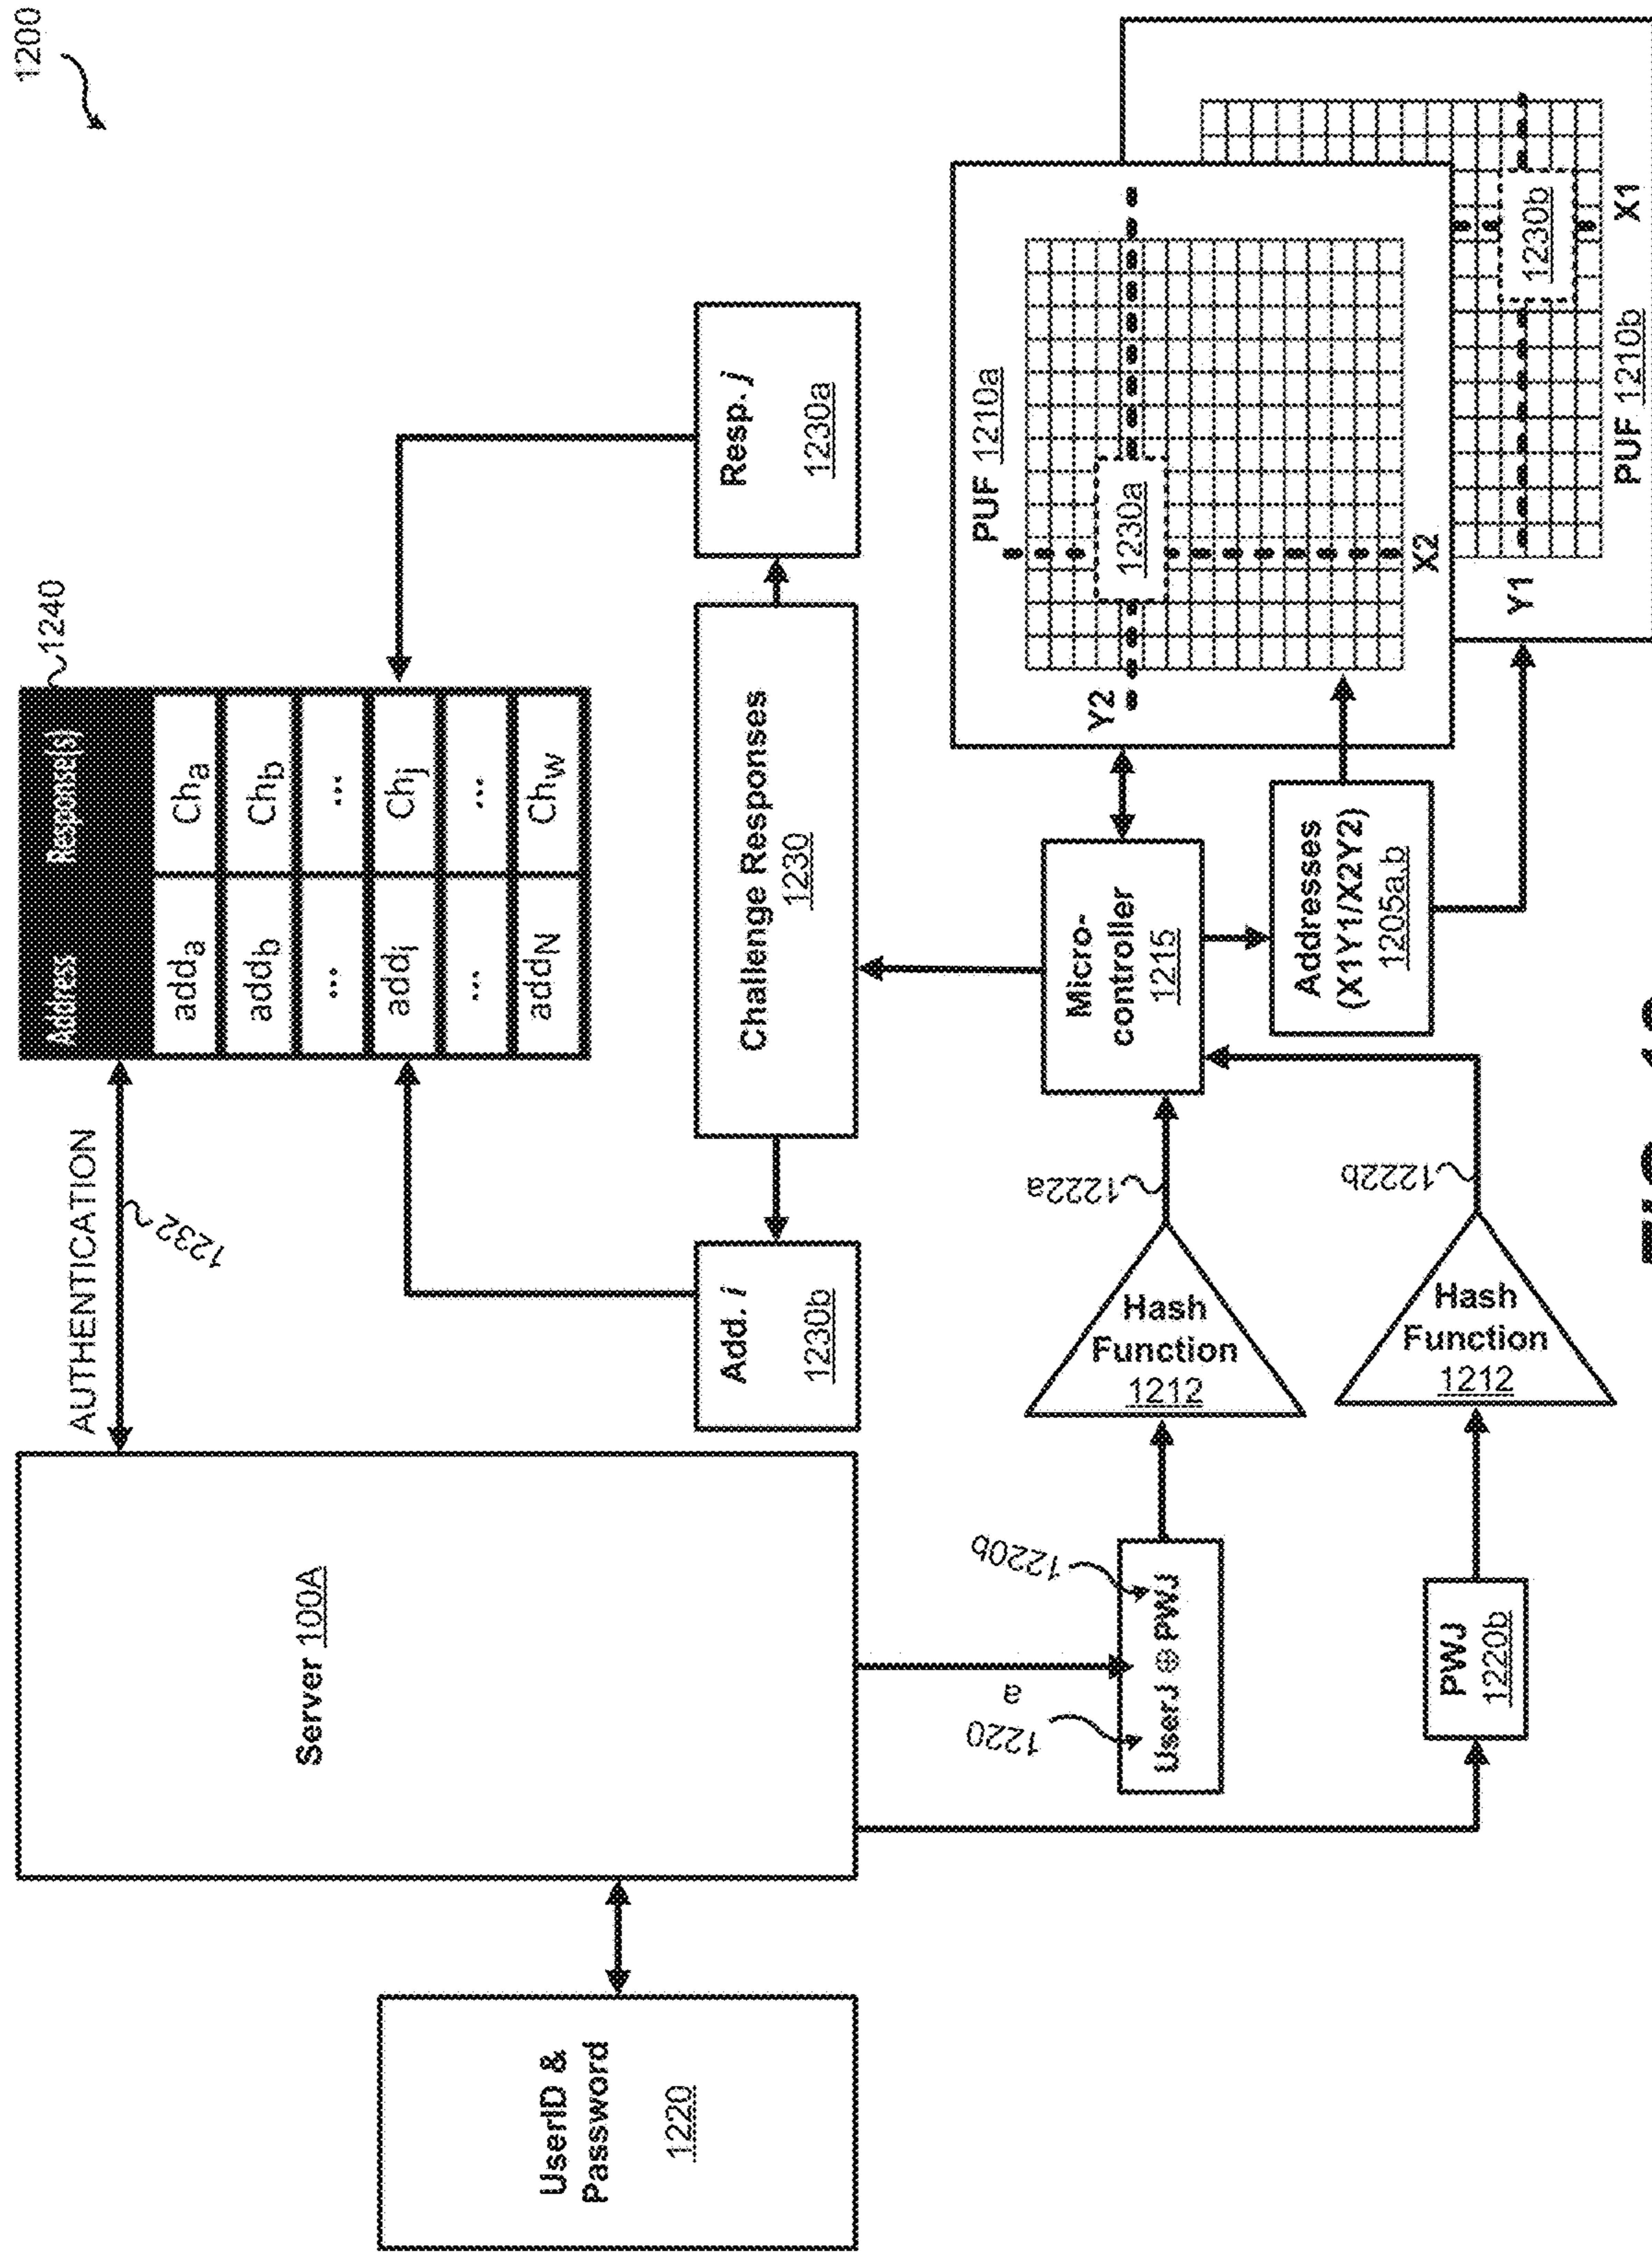 1200
UserID &
Password
1220
Server 100A
AUTHENTICATION
1232
1240
Address
Response(s)
add_a
Ch_a
add_b
Ch_b
...
...
add_i
Ch_j
...
...
add_N
Ch_w
Add. i
1230b
Challenge Responses
1230
Resp. j
1230a
a
1220
1220b
UserJ ⊕ PWJ
PWJ
1220b
Hash
Function
1212
1222a
Hash
Function
1212
1222b
Micro-
controller
1215
Addresses
(X1Y1/X2Y2)
1205a,b
PUF 1210a
Y2
1230a
X2
Y1
1230b
PUF 1210b
X1